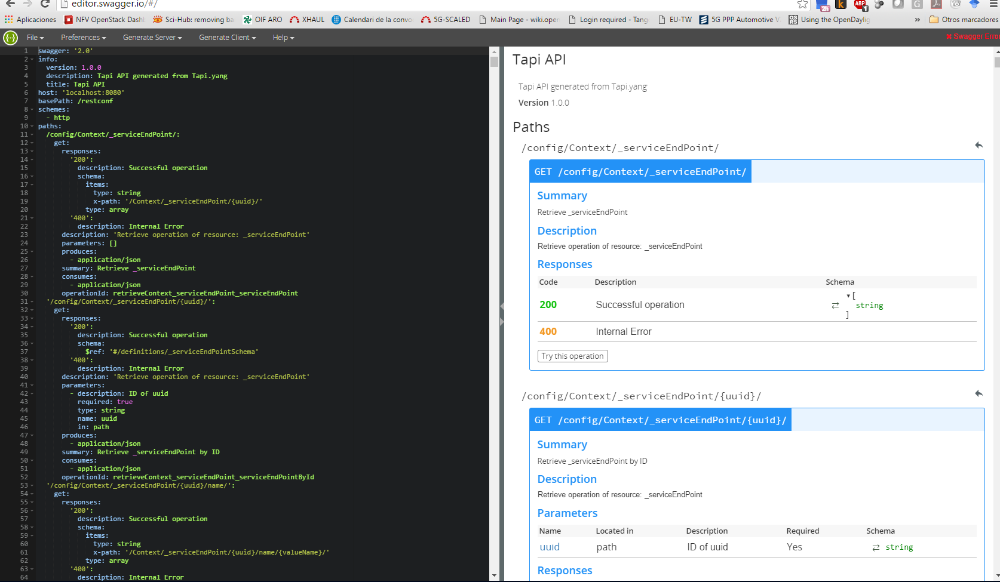 editor.swagger.io/#/
Aplicaciones NFV OpenStack Dash Sci-Hub: removing ba OIF ARO XHAUL Calendari de la convo 5G-SCALED Main Page - wiki.open Login required - Tang EU-TW 5G PPP Automotive V Using the OpenDaylig » Otros marcadores
File Preferences Generate Server Generate Client Help Swagger Error
1 swagger: '2.0'
2 info:
3 version: 1.0.0
4 description: Tapi API generated from Tapi.yang
5 title: Tapi API
6 host: 'localhost:8080'
7 basePath: /restconf
8 schemes:
9 - http
10 paths:
11 /config/Context/_serviceEndPoint/:
12 get:
13 responses:
14 '200':
15 description: Successful operation
16 schema:
17 items:
18 type: string
19 x-path: '/Context/_serviceEndPoint/{uuid}/'
20 type: array
21 '400':
22 description: Internal Error
23 description: 'Retrieve operation of resource: _serviceEndPoint'
24 parameters: []
25 produces:
26 - application/json
27 summary: Retrieve _serviceEndPoint
28 consumes:
29 - application/json
30 operationId: retrieveContext_serviceEndPoint_serviceEndPoint
31 '/config/Context/_serviceEndPoint/{uuid}/':
32 get:
33 responses:
34 '200':
35 description: Successful operation
36 schema:
37 $ref: '#/definitions/_serviceEndPointSchema'
38 '400':
39 description: Internal Error
40 description: 'Retrieve operation of resource: _serviceEndPoint'
41 parameters:
42 - description: ID of uuid
43 required: true
44 type: string
45 name: uuid
46 in: path
47 produces:
48 - application/json
49 summary: Retrieve _serviceEndPoint by ID
50 consumes:
51 - application/json
52 operationId: retrieveContext_serviceEndPoint_serviceEndPointById
53 '/config/Context/_serviceEndPoint/{uuid}/name/':
54 get:
55 responses:
56 '200':
57 description: Successful operation
58 schema:
59 items:
60 type: string
61 x-path: '/Context/_serviceEndPoint/{uuid}/name/{valueName}/'
62 type: array
63 '400':
64 description: Internal Error
Tapi API
Tapi API generated from Tapi.yang
Version 1.0.0
Paths
/config/Context/_serviceEndPoint/
GET /config/Context/_serviceEndPoint/
Summary
Retrieve _serviceEndPoint
Description
Retrieve operation of resource: _serviceEndPoint
Responses
Code Description Schema
200 Successful operation [ string ]
400 Internal Error
Try this operation
/config/Context/_serviceEndPoint/{uuid}/
GET /config/Context/_serviceEndPoint/{uuid}/
Summary
Retrieve _serviceEndPoint by ID
Description
Retrieve operation of resource: _serviceEndPoint
Parameters
Name Located in Description Required Schema
uuid path ID of uuid Yes string
Responses